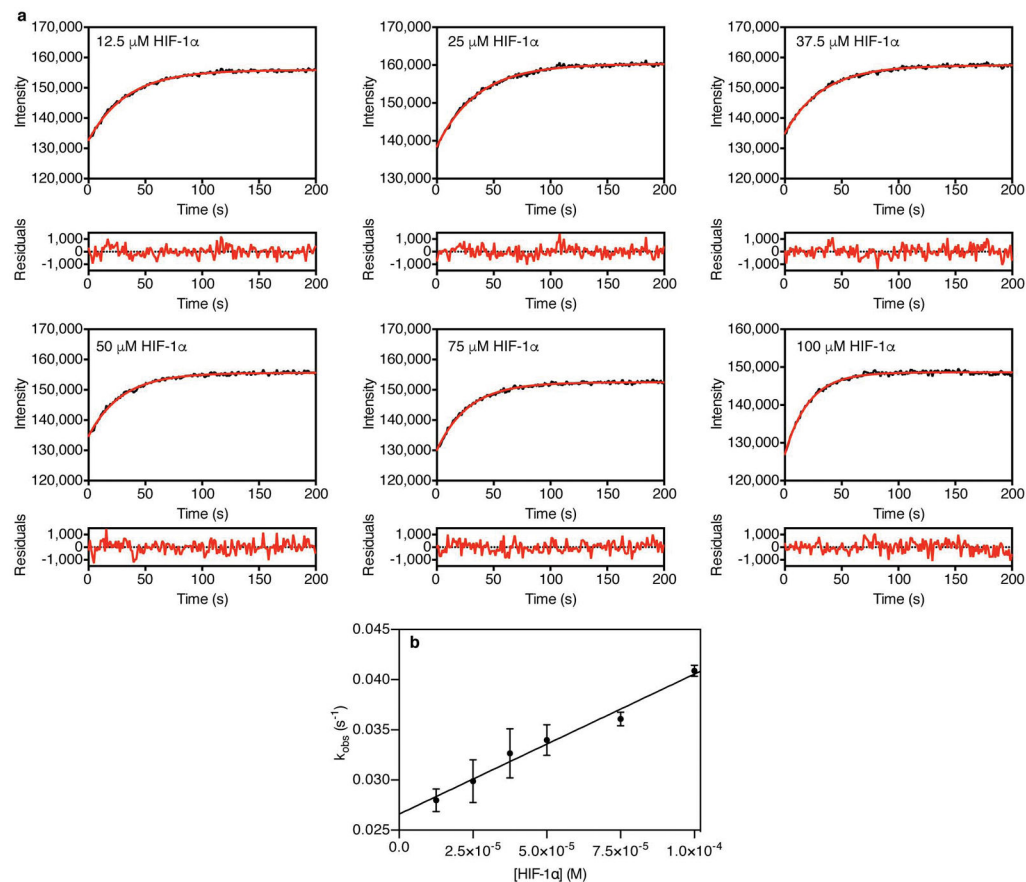 a
12.5 μM HIF-1α
170,000
160,000
150,000
140,000
130,000
120,000
Intensity
0 50 100 150 200
Time (s)
1,000
0
-1,000
Residuals
0 50 100 150 200
Time (s)
25 μM HIF-1α
170,000
160,000
150,000
140,000
130,000
Intensity
0 50 100 150 200
Time (s)
1,000
0
-1,000
Residuals
0 50 100 150 200
Time (s)
37.5 μM HIF-1α
170,000
160,000
150,000
140,000
130,000
120,000
Intensity
0 50 100 150 200
Time (s)
1,000
0
-1,000
Residuals
0 50 100 150 200
Time (s)
50 μM HIF-1α
170,000
160,000
150,000
140,000
130,000
120,000
Intensity
0 50 100 150 200
Time (s)
1,000
0
-1,000
Residuals
0 50 100 150 200
Time (s)
75 μM HIF-1α
170,000
160,000
150,000
140,000
130,000
120,000
Intensity
0 50 100 150 200
Time (s)
1,000
0
-1,000
Residuals
0 50 100 150 200
Time (s)
100 μM HIF-1α
160,000
150,000
140,000
130,000
120,000
Intensity
0 50 100 150 200
Time (s)
1,000
0
-1,000
Residuals
0 50 100 150 200
Time (s)
b
0.045
0.040
0.035
0.030
0.025
kobs (s⁻¹)
0.0 2.5×10⁻⁵ 5.0×10⁻⁵ 7.5×10⁻⁵ 1.0×10⁻⁴
[HIF-1α] (M)